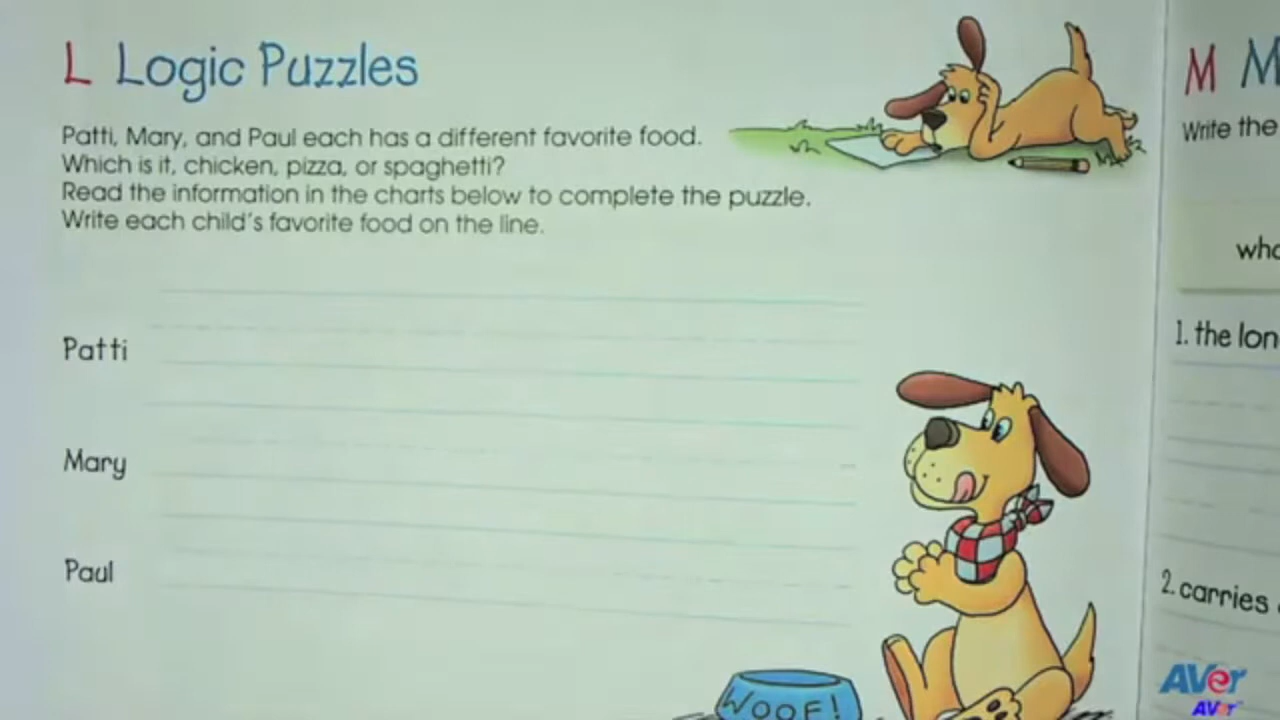 L Logic Puzzles
Patti, Mary, and Paul each has a different favorite food.
Which is it, chicken, pizza, or spaghetti?
Read the information in the charts below to complete the puzzle.
Write each child's favorite food on the line.
Patti
Mary
Paul
WOOF!
M M
Write the
who
1. the lon
2. carries
AVer
AVer